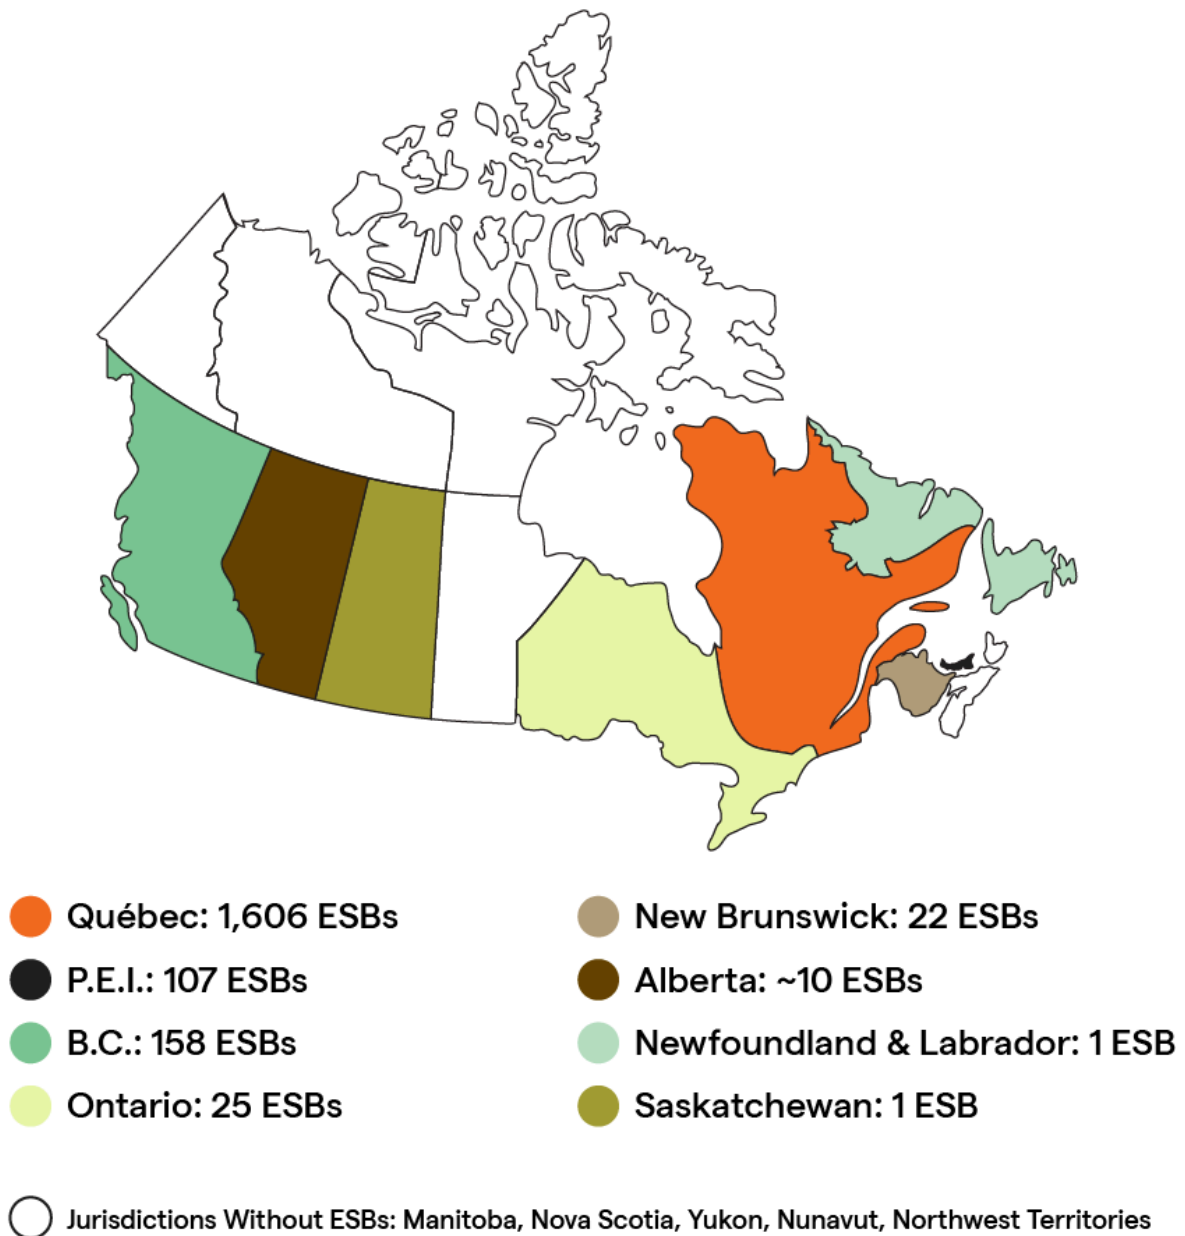 Québec: 1,606 ESBs
P.E.I.: 107 ESBs
B.C.: 158 ESBs
Ontario: 25 ESBs
New Brunswick: 22 ESBs
Alberta: ~10 ESBs
Newfoundland & Labrador: 1 ESB
Saskatchewan: 1 ESB
Jurisdictions Without ESBs: Manitoba, Nova Scotia, Yukon, Nunavut, Northwest Territories